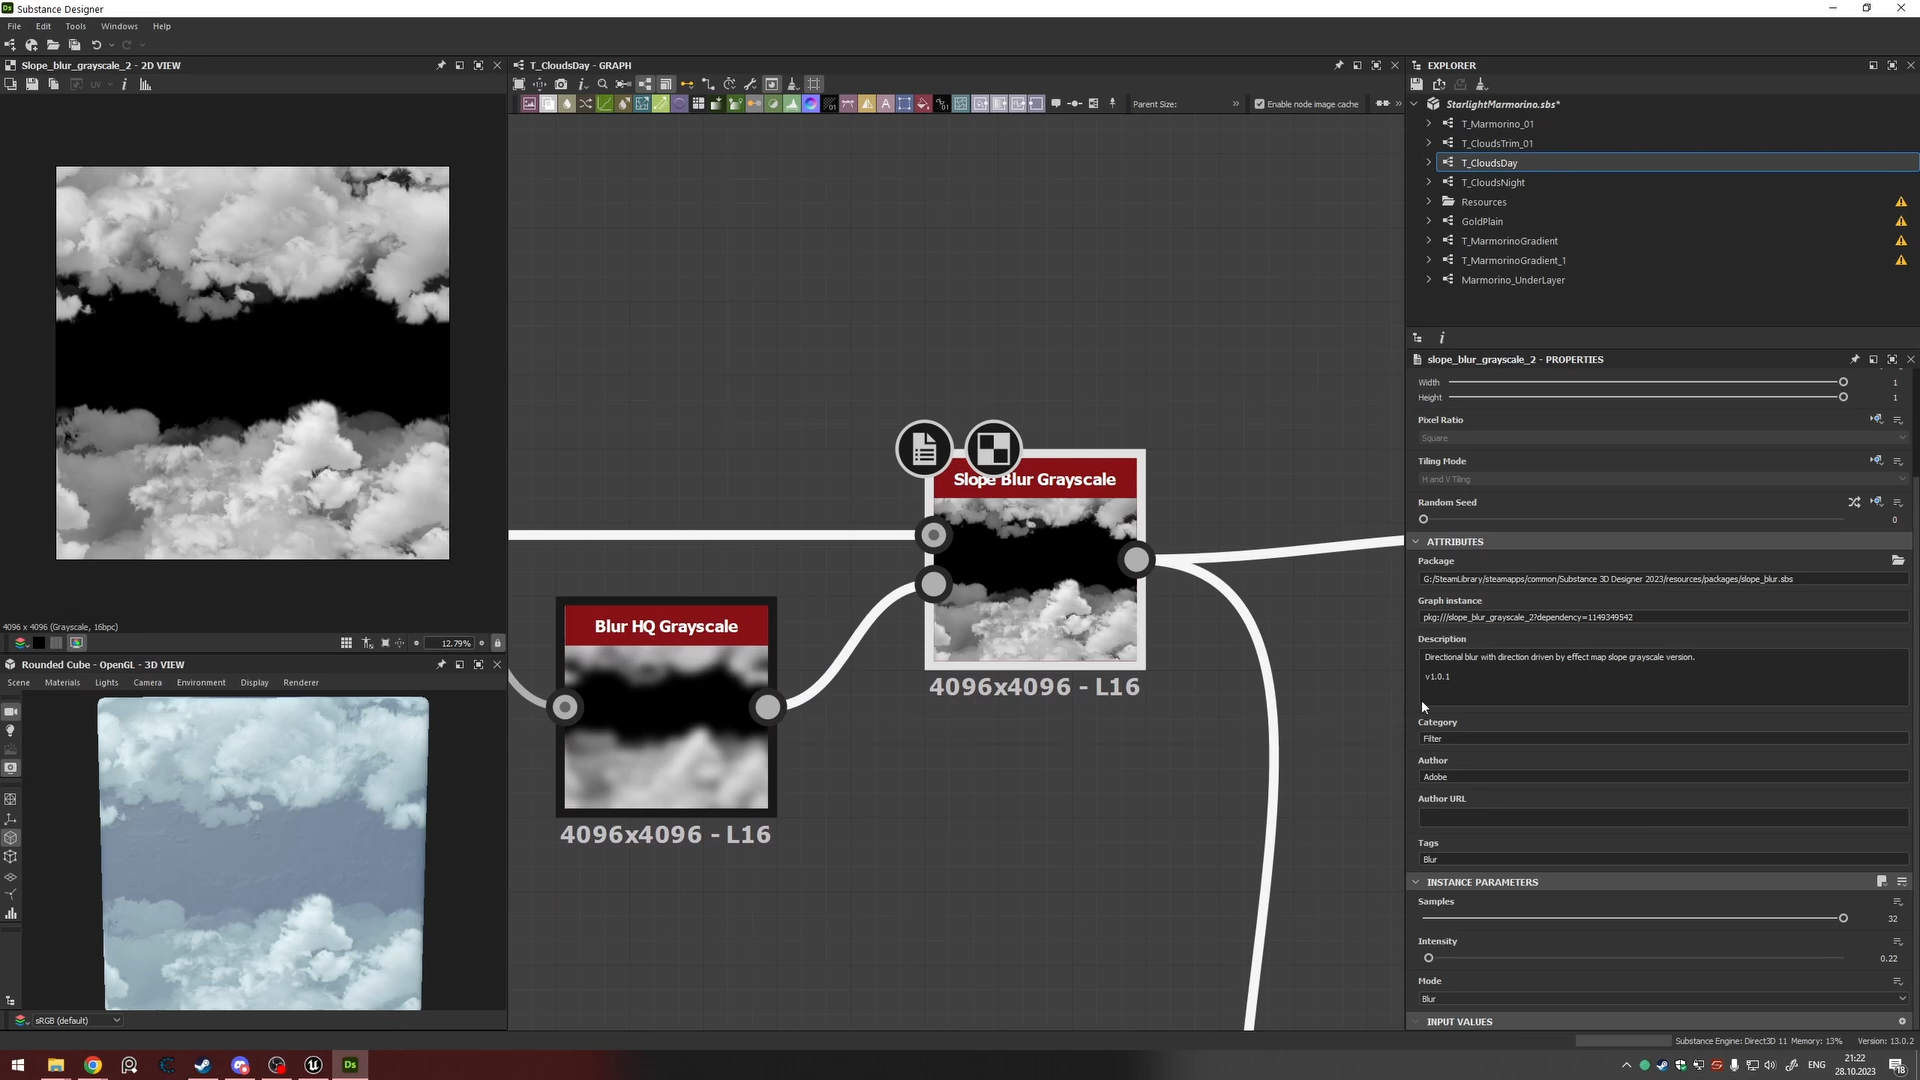 Substance Designer
File Edit Tools Windows Help
Slope_blur_grayscale_2 - 2D VIEW
UV
4096 x 4096 (Grayscale, 16bpc)
12.79%
Rounded Cube - OpenGL - 3D VIEW
Scene Materials Lights Camera Environment Display Renderer
sRGB (default)
T_CloudsDay - GRAPH
Parent Size:
Enable node image cache
Slope Blur Grayscale
4096x4096 - L16
Blur HQ Grayscale
4096x4096 - L16
EXPLORER
StarlightMarmorino.sbs*
T_Marmorino_01
T_CloudsTrim_01
T_CloudsDay
T_CloudsNight
Resources
GoldPlain
T_MarmorinoGradient
T_MarmorinoGradient_1
Marmorino_UnderLayer
slope_blur_grayscale_2 - PROPERTIES
Width 1
Height 1
Pixel Ratio
Square
Tiling Mode
H and V Tiling
Random Seed
0
ATTRIBUTES
Package
G:/SteamLibrary/steamapps/common/Substance 3D Designer 2023/resources/packages/slope_blur.sbs
Graph instance
pkg:///slope_blur_grayscale_2?dependency=1149349542
Description
Directional blur with direction driven by effect map slope grayscale version.
v1.0.1
Category
Filter
Author
Adobe
Author URL
Tags
Blur
INSTANCE PARAMETERS
Samples
32
Intensity
0.22
Mode
Blur
INPUT VALUES
Substance Engine: Direct3D 11 Memory: 13% Version: 13.0.2
Ds
ENG
21:22
28.10.2023
18